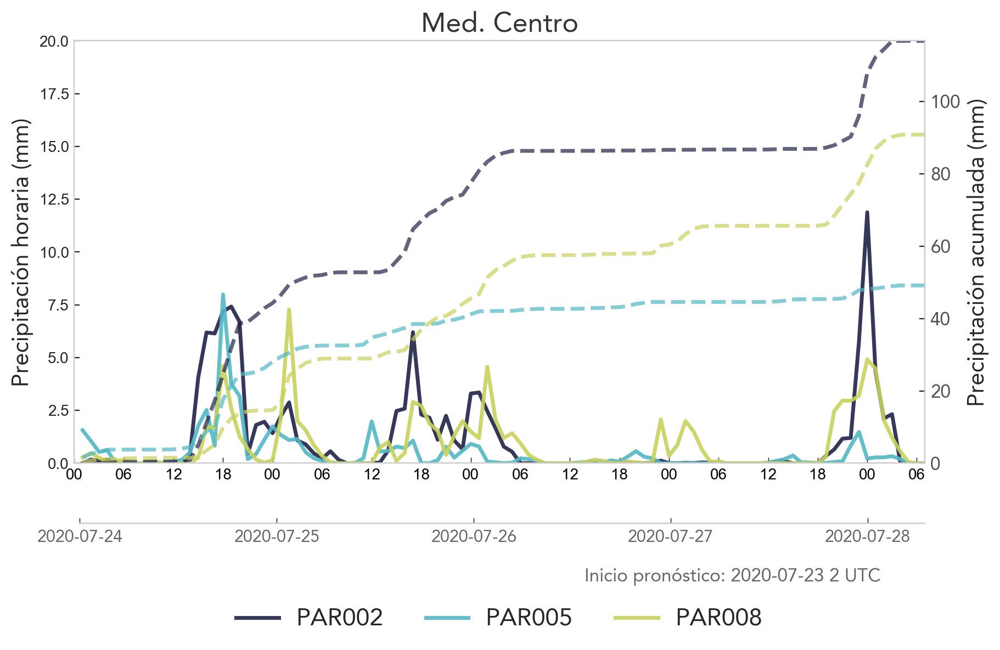 Med. Centro
Precipitación horaria (mm)
20.0
17.5
15.0
12.5
10.0
7.5
5.0
2.5
0.0
Precipitación acumulada (mm)
100
80
60
40
20
0
00 06 12 18 00 06 12 18 00 06 12 18 00 06 12 18 00 06
2020-07-24 2020-07-25 2020-07-26 2020-07-27 2020-07-28
Inicio pronóstico: 2020-07-23 2 UTC
PAR002 PAR005 PAR008